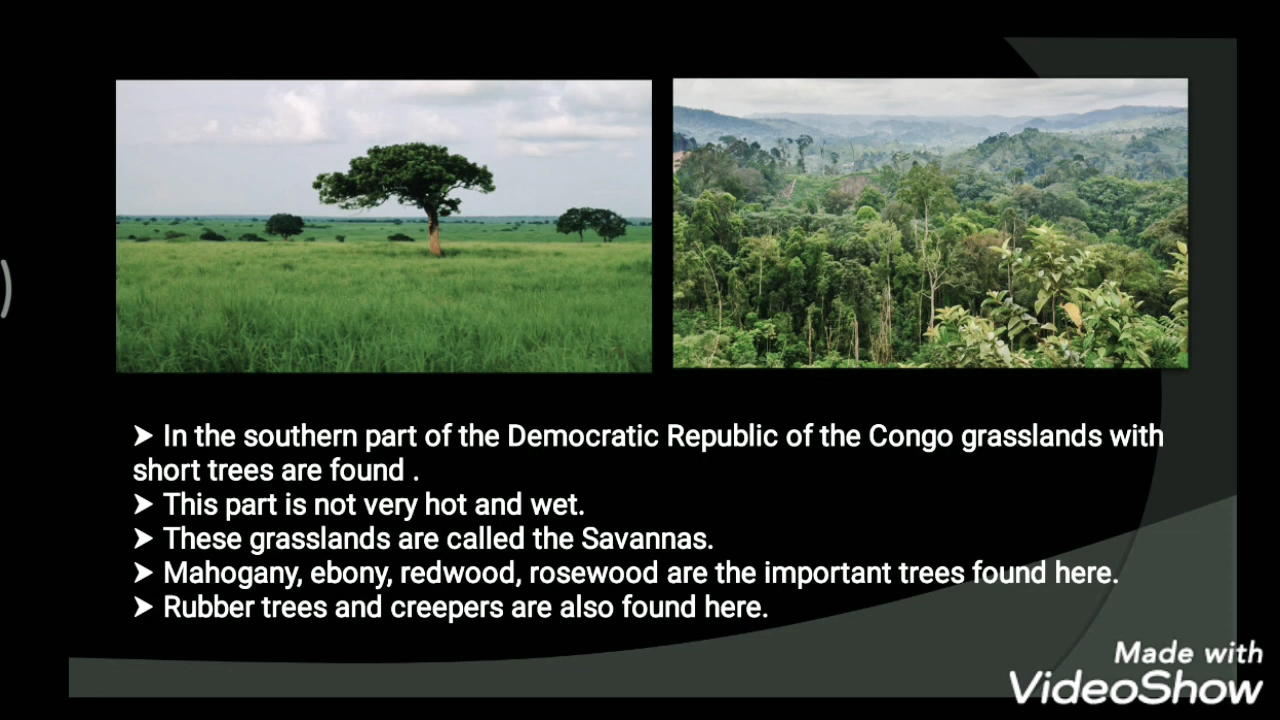 ➤ In the southern part of the Democratic Republic of the Congo grasslands with
short trees are found .
➤ This part is not very hot and wet.
➤ These grasslands are called the Savannas.
➤ Mahogany, ebony, redwood, rosewood are the important trees found here.
➤ Rubber trees and creepers are also found here.
Made with
VideoShow